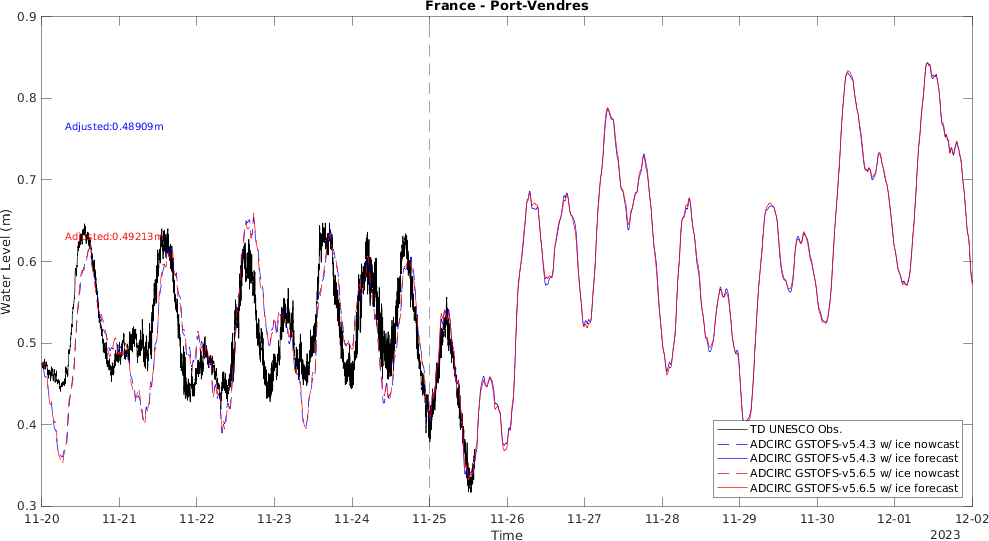 France - Port-Vendres
0.9
0.8
0.7
0.6
0.5
0.4
0.3
Water Level (m)
Adjusted:0.48909m
Adjusted:0.49213m
TD UNESCO Obs.
ADCIRC GSTOFS-v5.4.3 w/ ice nowcast
ADCIRC GSTOFS-v5.4.3 w/ ice forecast
ADCIRC GSTOFS-v5.6.5 w/ ice nowcast
ADCIRC GSTOFS-v5.6.5 w/ ice forecast
11-20 11-21 11-22 11-23 11-24 11-25 11-26 11-27 11-28 11-29 11-30 12-01 12-02
Time
2023